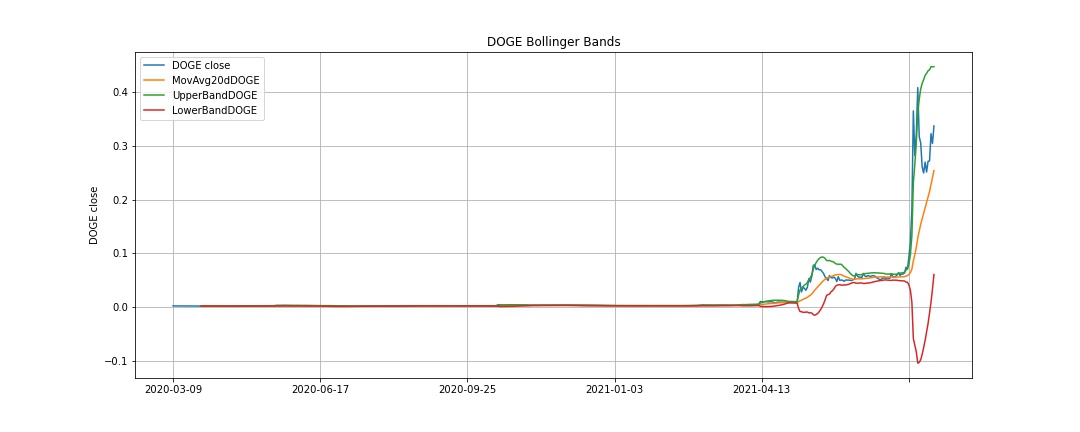 DOGE Bollinger Bands
DOGE close
MovAvg20dDOGE
UpperBandDOGE
LowerBandDOGE
DOGE close
0.4
0.3
0.2
0.1
0.0
−0.1
2020-03-09 2020-06-17 2020-09-25 2021-01-03 2021-04-13